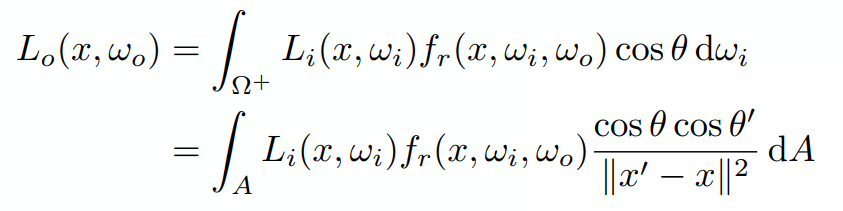 L_o(x, ω_o) = ∫_{Ω+} L_i(x, ω_i) f_r(x, ω_i, ω_o) cos θ dω_i
= ∫_A L_i(x, ω_i) f_r(x, ω_i, ω_o) \frac{cos θ cos θ′}{‖x′ − x‖²} dA